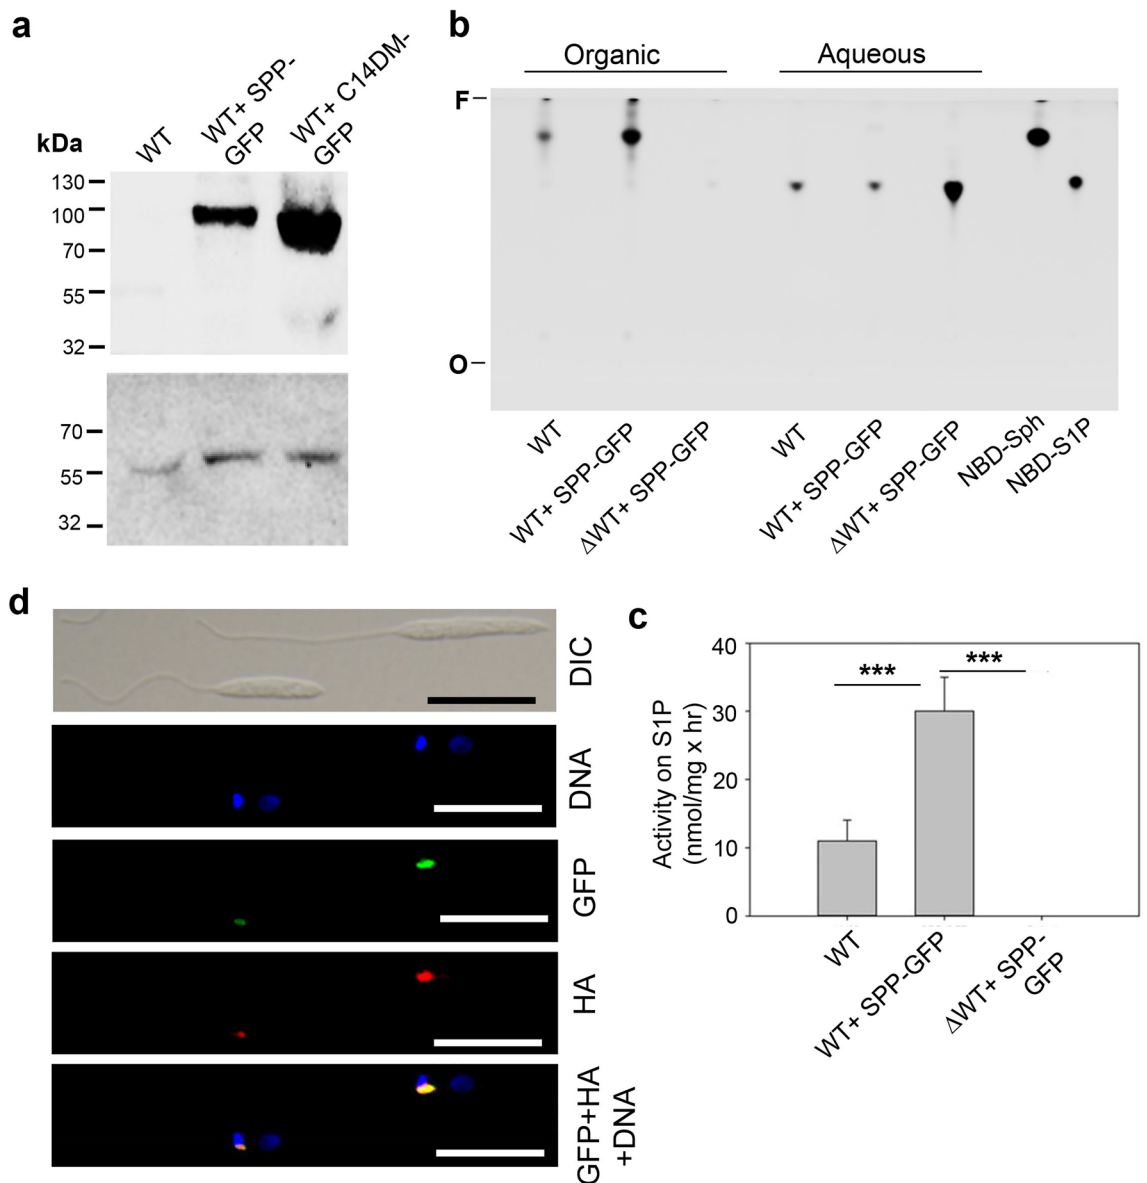 a
kDa
WT
WT+ SPP-
GFP
WT+ C14DM-
GFP
130
100
70
55
32
70
55
32
b
Organic
Aqueous
F
O
WT
WT+ SPP-GFP
ΔWT+ SPP-GFP
WT
WT+ SPP-GFP
ΔWT+ SPP-GFP
NBD-Sph
NBD-S1P
d
DIC
DNA
GFP
HA
GFP+HA
+DNA
c
Activity on S1P
(nmol/mg x hr)
40
30
20
10
0
***
***
WT
WT+ SPP-GFP
ΔWT+ SPP-
GFP